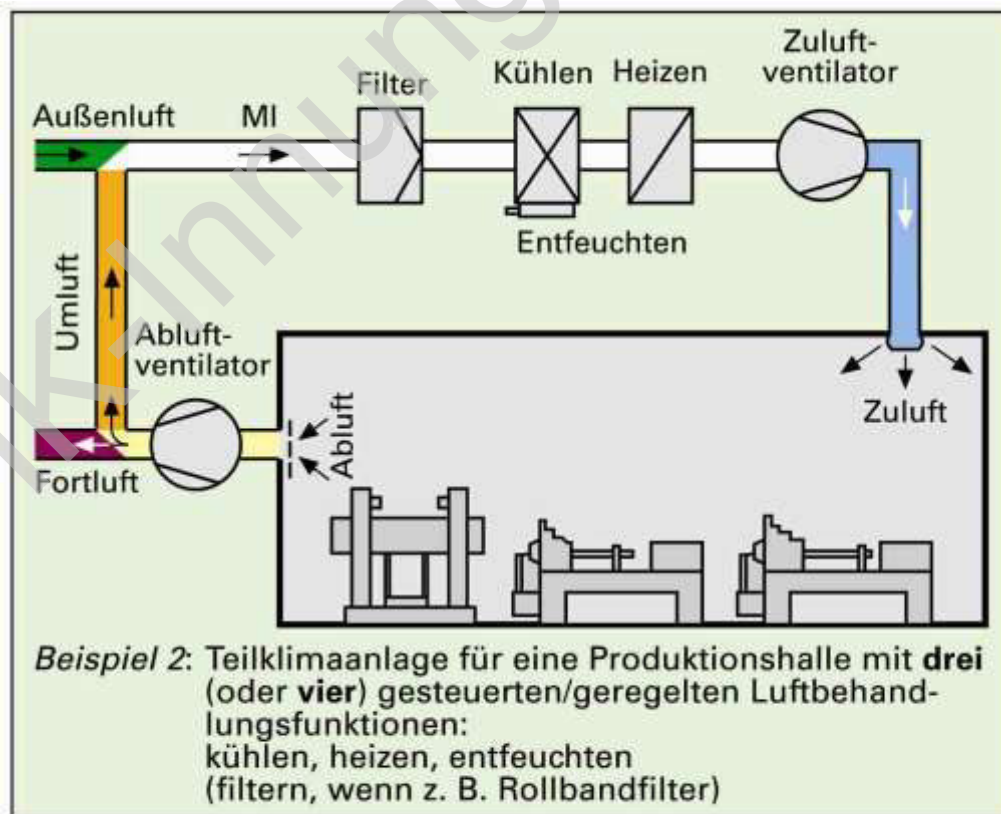 Außenluft
MI
Filter
Kühlen
Heizen
Zuluft-
ventilator
Entfeuchten
Umluft
Abluft-
ventilator
Abluft
Zuluft
Fortluft
Beispiel 2: Teilklimaanlage für eine Produktionshalle mit drei
(oder vier) gesteuerten/geregelten Luftbehand-
lungsfunktionen:
kühlen, heizen, entfeuchten
(filtern, wenn z. B. Rollbandfilter)
K-Innung